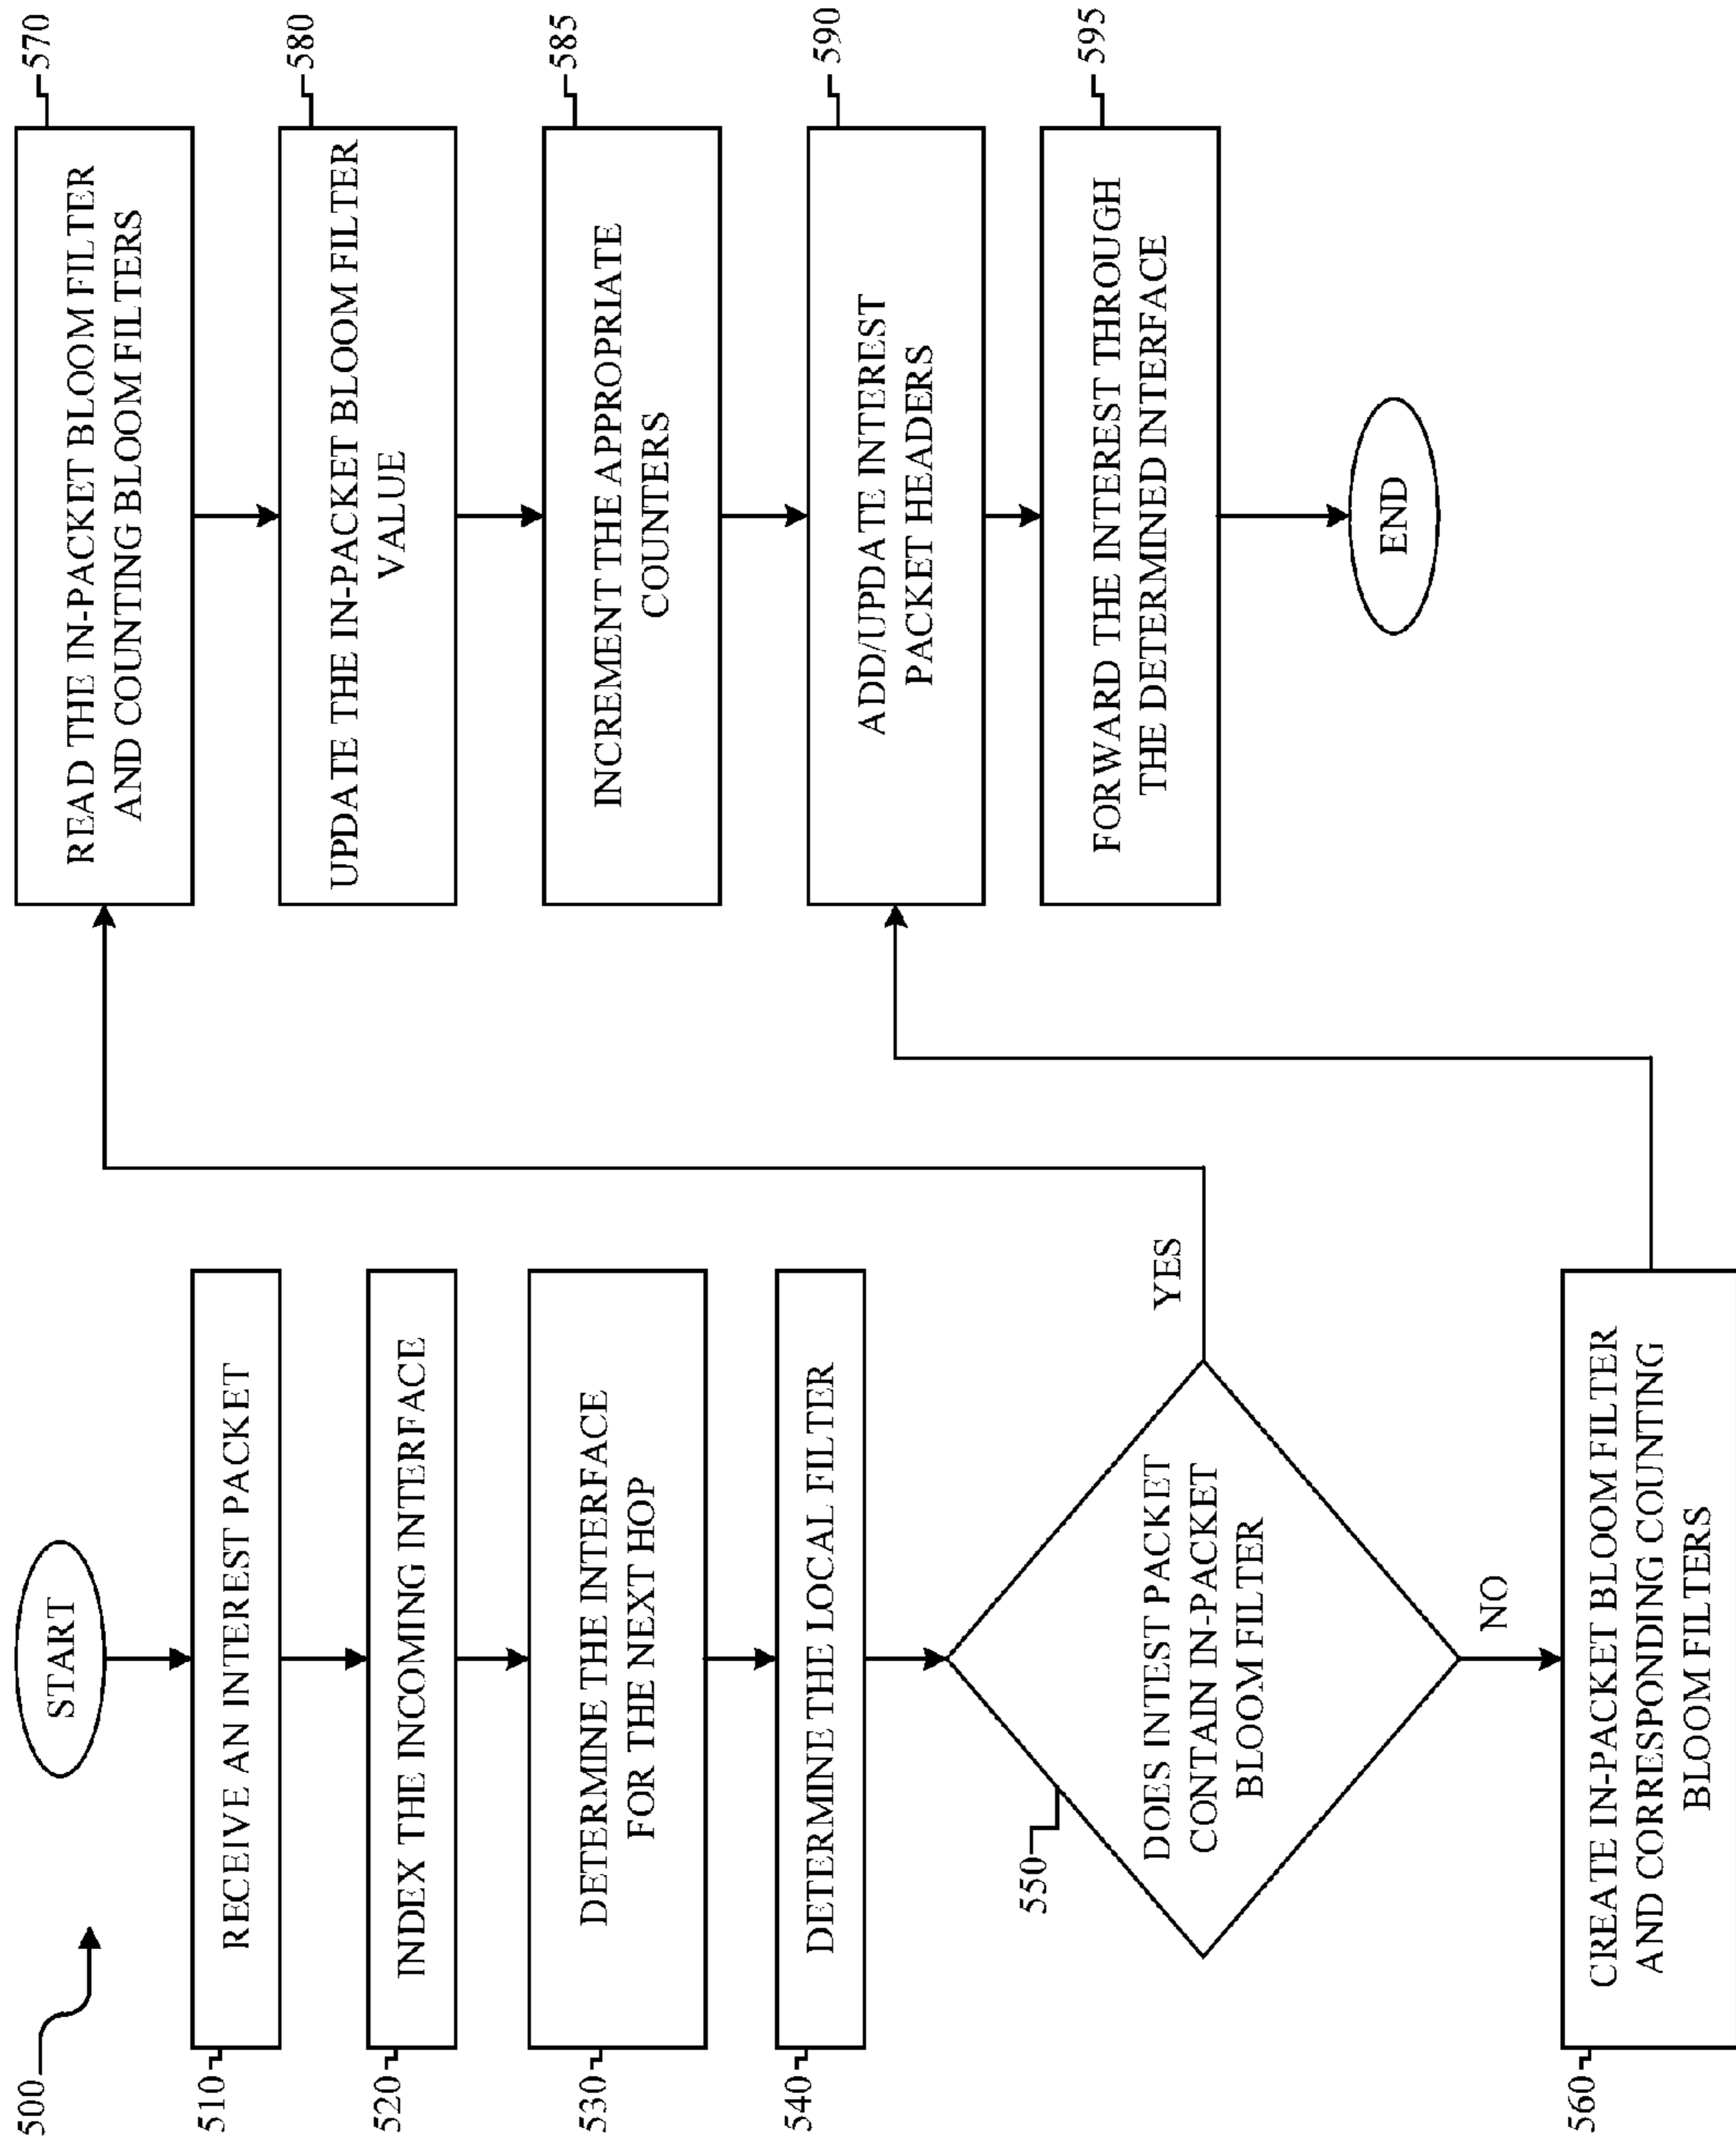 500
START
510
RECEIVE AN INTEREST PACKET
520
INDEX THE INCOMING INTERFACE
530
DETERMINE THE INTERFACE
FOR THE NEXT HOP
540
DETERMINE THE LOCAL FILTER
550
DOES INTEST PACKET
CONTAIN IN-PACKET
BLOOM FILTER
YES
NO
560
CREATE IN-PACKET BLOOM FILTER
AND CORRESPONDING COUNTING
BLOOM FILTERS
570
READ THE IN-PACKET BLOOM FILTER
AND COUNTING BLOOM FILTERS
580
UPDATE THE IN-PACKET BLOOM FILTER
VALUE
585
INCREMENT THE APPROPRIATE
COUNTERS
590
ADD/UPDATE INTEREST
PACKET HEADERS
595
FORWARD THE INTEREST THROUGH
THE DETERMINED INTERFACE
END